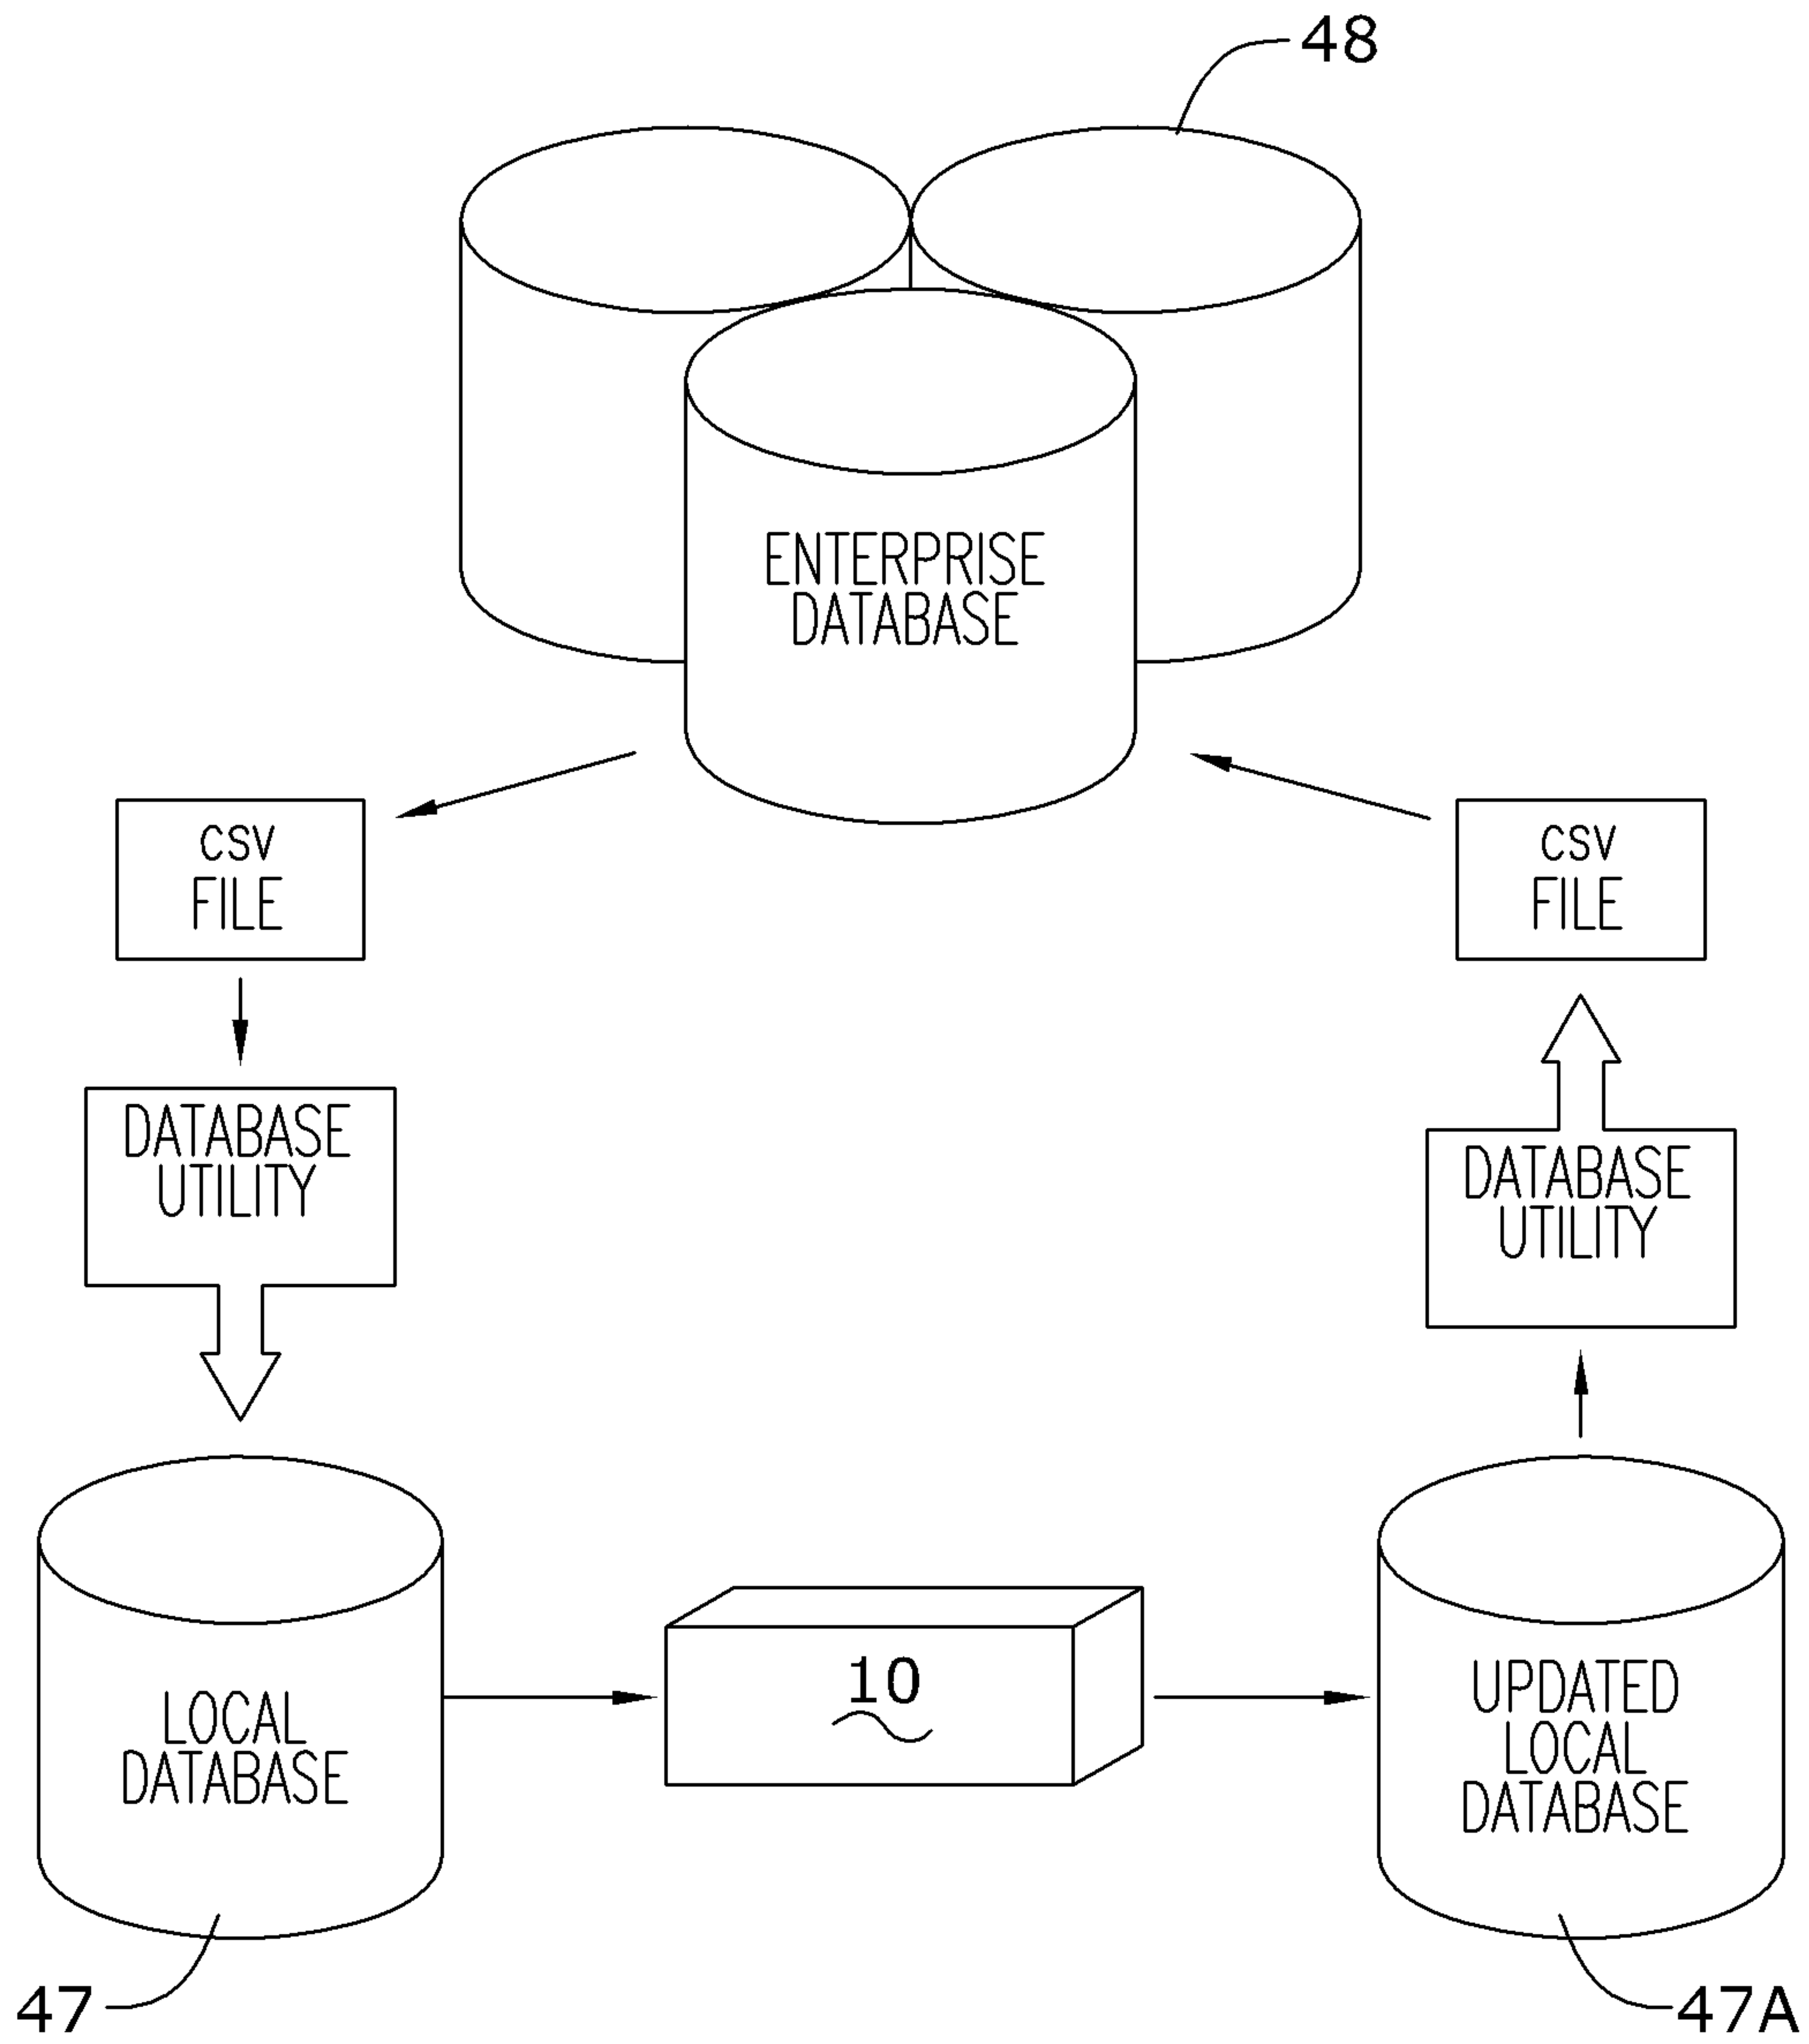 48
ENTERPRISE
DATABASE
CSV
FILE
CSV
FILE
DATABASE
UTILITY
DATABASE
UTILITY
LOCAL
DATABASE
10
UPDATED
LOCAL
DATABASE
47
47A